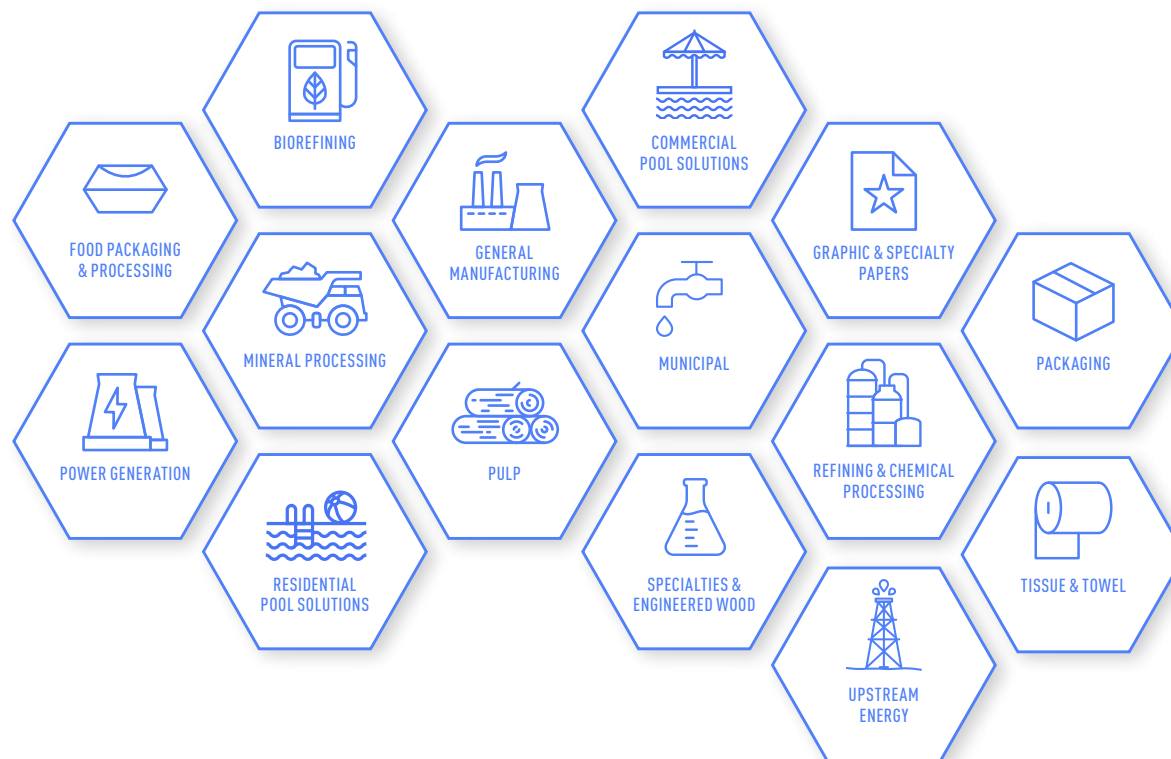 BIOREFINING
COMMERCIAL
POOL SOLUTIONS
FOOD PACKAGING
& PROCESSING
GENERAL
MANUFACTURING
GRAPHIC & SPECIALTY
PAPERS
MINERAL PROCESSING
MUNICIPAL
PACKAGING
POWER GENERATION
PULP
REFINING & CHEMICAL
PROCESSING
RESIDENTIAL
POOL SOLUTIONS
SPECIALTIES &
ENGINEERED WOOD
TISSUE & TOWEL
UPSTREAM
ENERGY